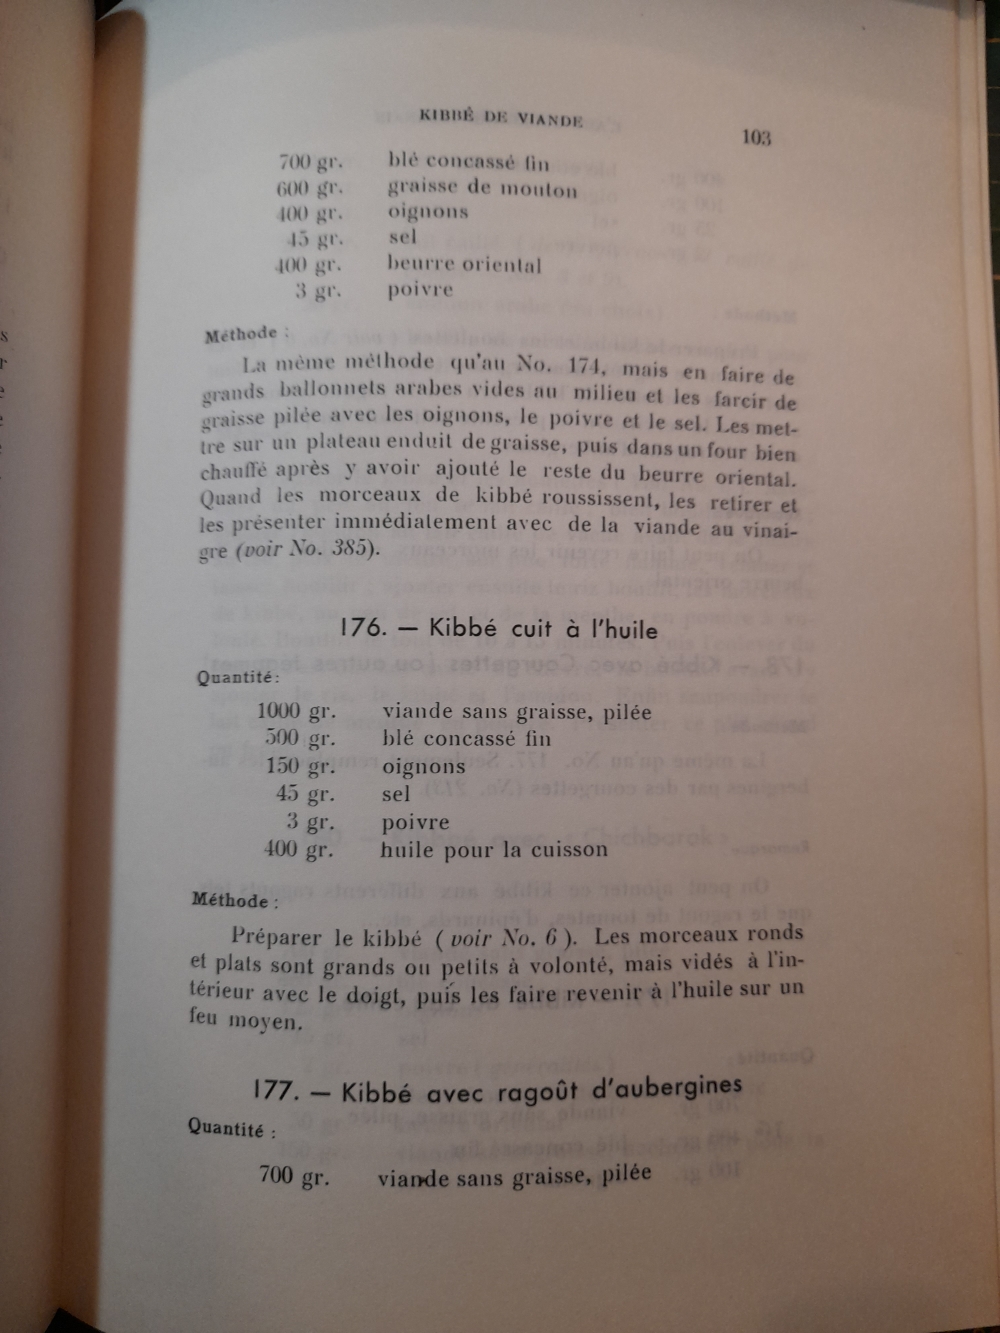 KIBBÉ DE VIANDE
103
700 gr. blé concassé fin
600 gr. graisse de mouton
400 gr. oignons
45 gr. sel
400 gr. beurre oriental
3 gr. poivre
Méthode :
La même méthode qu'au No. 174, mais en faire de
grands ballonnets arabes vides au milieu et les farcir de
graisse pilée avec les oignons, le poivre et le sel. Les met-
tre sur un plateau enduit de graisse, puis dans un four bien
chauffé après y avoir ajouté le reste du beurre oriental.
Quand les morceaux de kibbé roussissent, les retirer et
les présenter immédiatement avec de la viande au vinai-
gre (voir No. 385).
176. — Kibbé cuit à l'huile
Quantité :
1000 gr. viande sans graisse, pilée
500 gr. blé concassé fin
150 gr. oignons
45 gr. sel
3 gr. poivre
400 gr. huile pour la cuisson
Méthode :
Préparer le kibbé ( voir No. 6 ). Les morceaux ronds
et plats sont grands ou petits à volonté, mais vidés à l'in-
térieur avec le doigt, puis les faire revenir à l'huile sur un
feu moyen.
177. — Kibbé avec ragoût d'aubergines
Quantité :
700 gr. viande sans graisse, pilée